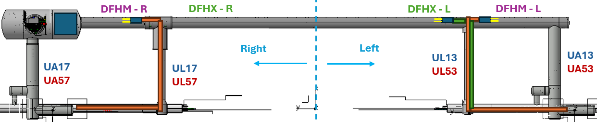 DFHM - R DFHX - R DFHX - L DFHM - L
Right Left
UA17
UA57
UL17
UL57
UL13
UL53
UA13
UA53